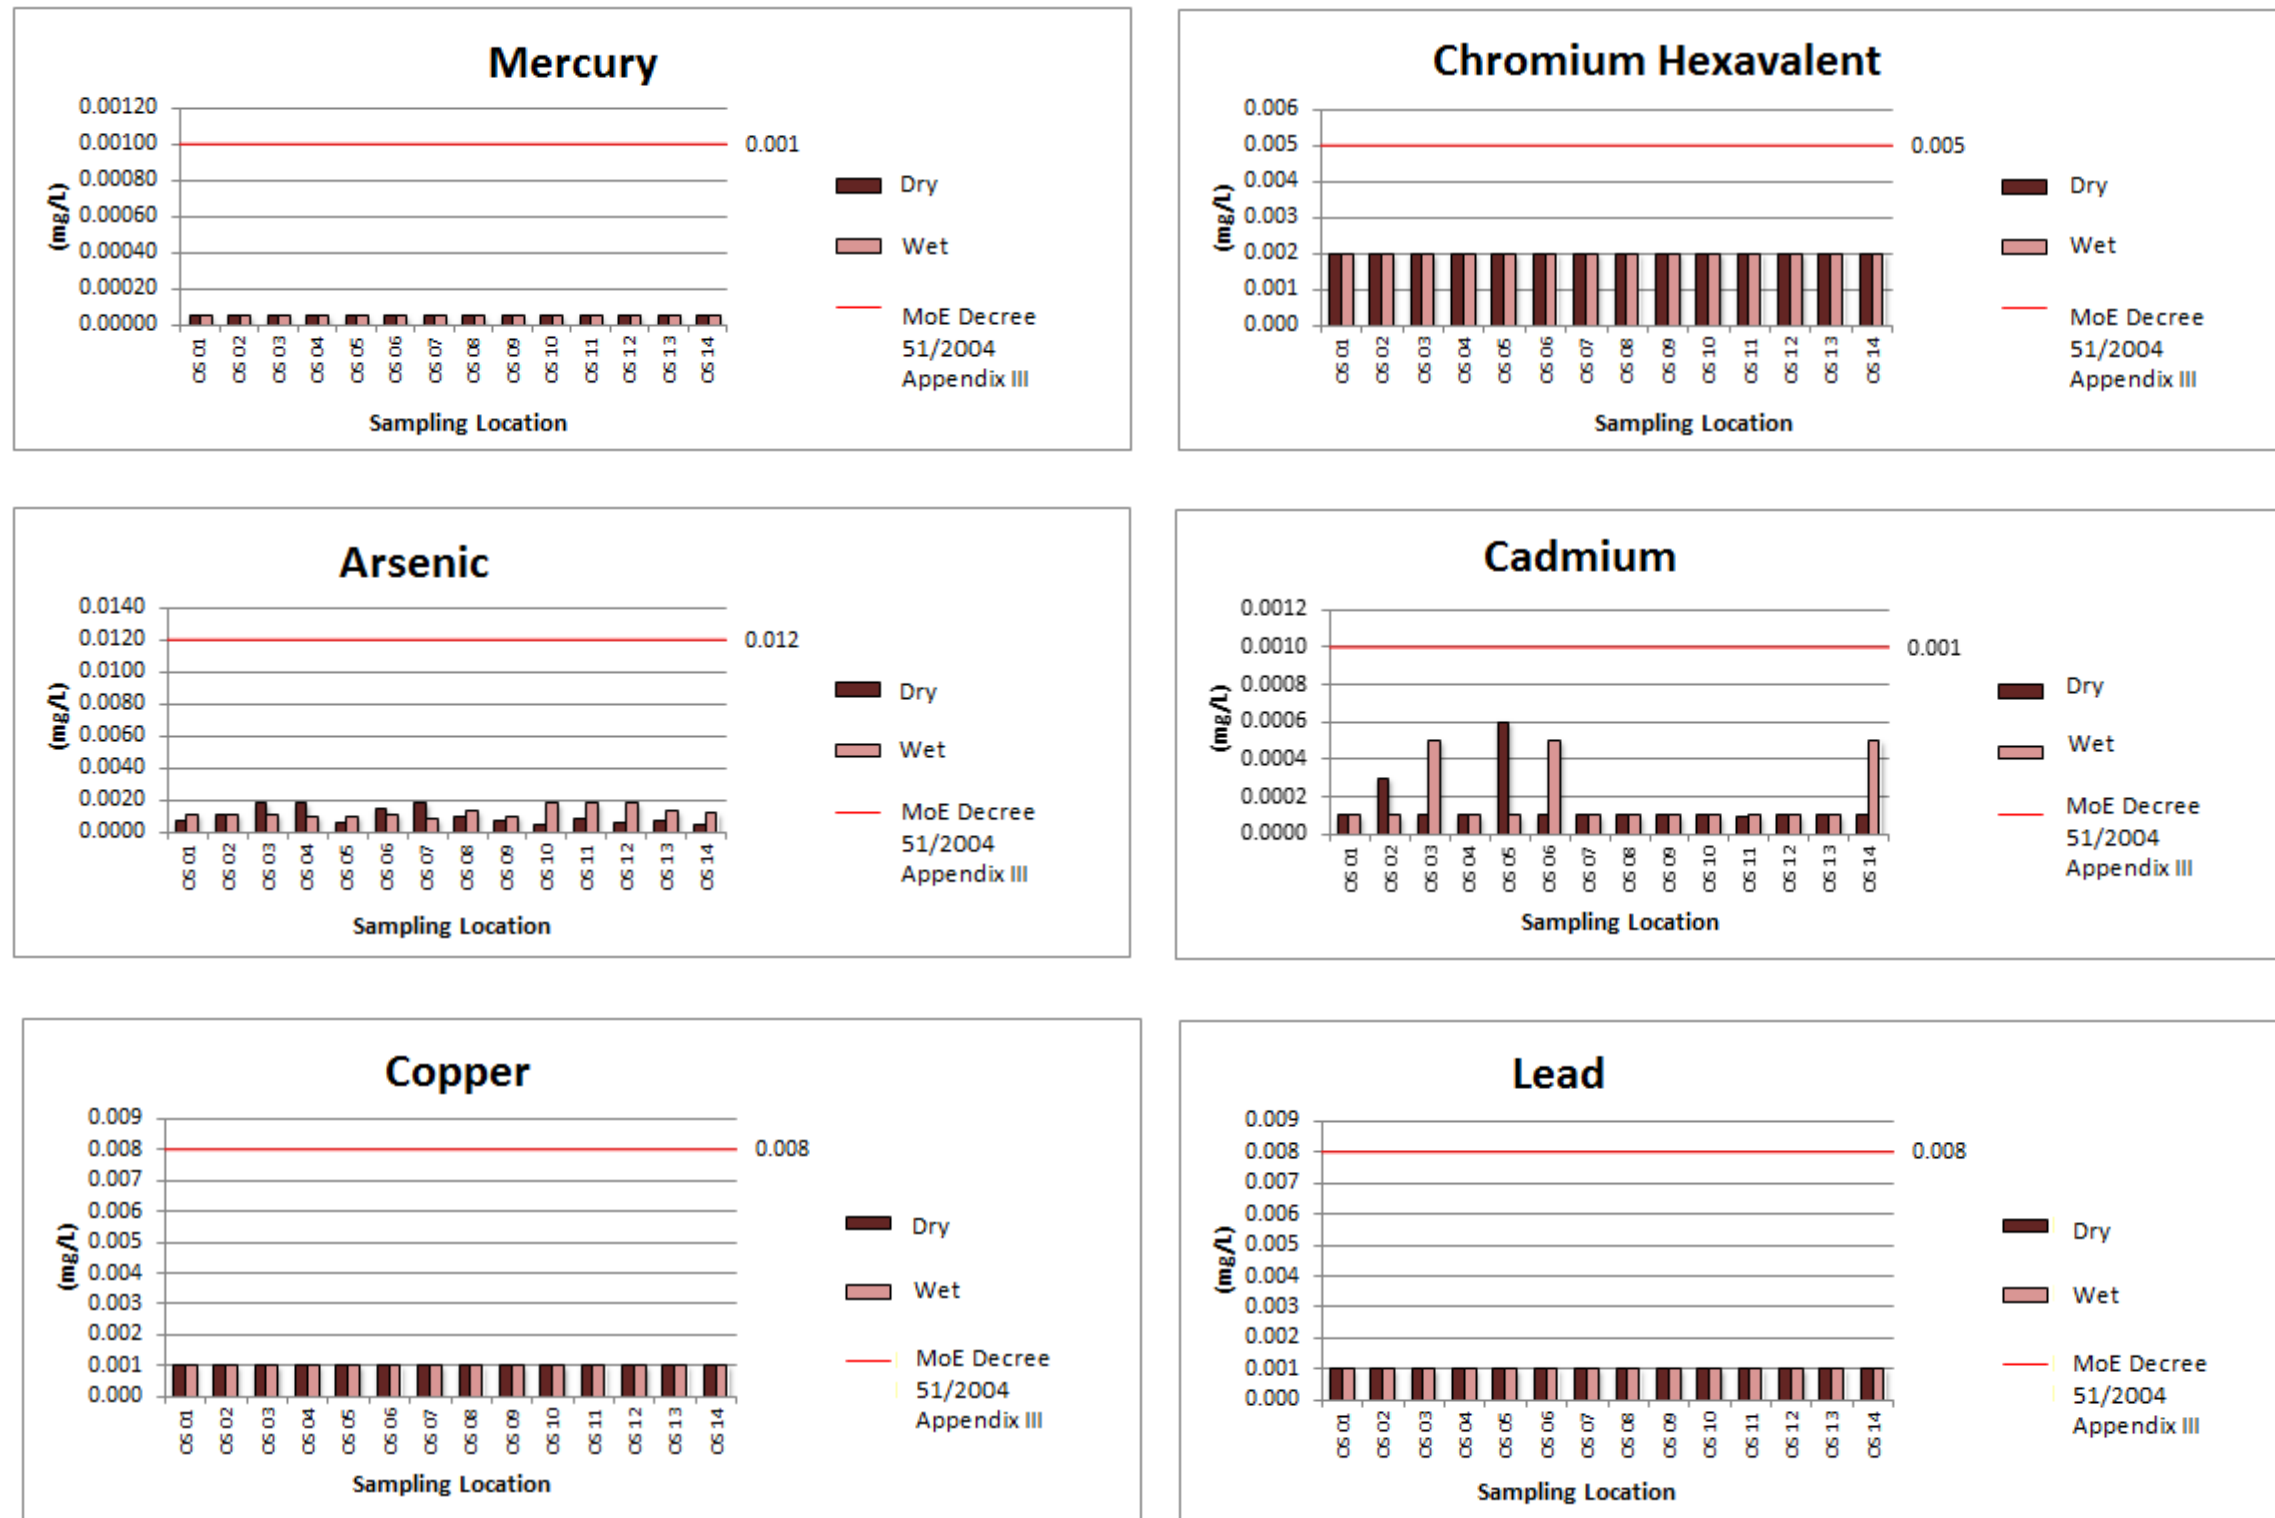 Mercury
0.00120
0.00100
0.00080
0.00060
0.00040
0.00020
0.00000
(mg/L)
0.001
Dry
Wet
MoE Decree
51/2004
Appendix III
OS 01 OS 02 OS 03 OS 04 OS 05 OS 06 OS 07 OS 08 OS 09 OS 10 OS 11 OS 12 OS 13 OS 14
Sampling Location
Chromium Hexavalent
0.006
0.005
0.004
0.003
0.002
0.001
0.000
(mg/L)
0.005
Dry
Wet
MoE Decree
51/2004
Appendix III
OS 01 OS 02 OS 03 OS 04 OS 05 OS 06 OS 07 OS 08 OS 09 OS 10 OS 11 OS 12 OS 13 OS 14
Sampling Location
Arsenic
0.0140
0.0120
0.0100
0.0080
0.0060
0.0040
0.0020
0.0000
(mg/L)
0.012
Dry
Wet
MoE Decree
51/2004
Appendix III
OS 01 OS 02 OS 03 OS 04 OS 05 OS 06 OS 07 OS 08 OS 09 OS 10 OS 11 OS 12 OS 13 OS 14
Sampling Location
Cadmium
0.0012
0.0010
0.0008
0.0006
0.0004
0.0002
0.0000
(mg/L)
0.001
Dry
Wet
MoE Decree
51/2004
Appendix III
OS 01 OS 02 OS 03 OS 04 OS 05 OS 06 OS 07 OS 08 OS 09 OS 10 OS 11 OS 12 OS 13 OS 14
Sampling Location
Copper
0.009
0.008
0.007
0.006
0.005
0.004
0.003
0.002
0.001
0.000
(mg/L)
0.008
Dry
Wet
MoE Decree
51/2004
Appendix III
OS 01 OS 02 OS 03 OS 04 OS 05 OS 06 OS 07 OS 08 OS 09 OS 10 OS 11 OS 12 OS 13 OS 14
Sampling Location
Lead
0.009
0.008
0.007
0.006
0.005
0.004
0.003
0.002
0.001
0.000
(mg/L)
0.008
Dry
Wet
MoE Decree
51/2004
Appendix III
OS 01 OS 02 OS 03 OS 04 OS 05 OS 06 OS 07 OS 08 OS 09 OS 10 OS 11 OS 12 OS 13 OS 14
Sampling Location